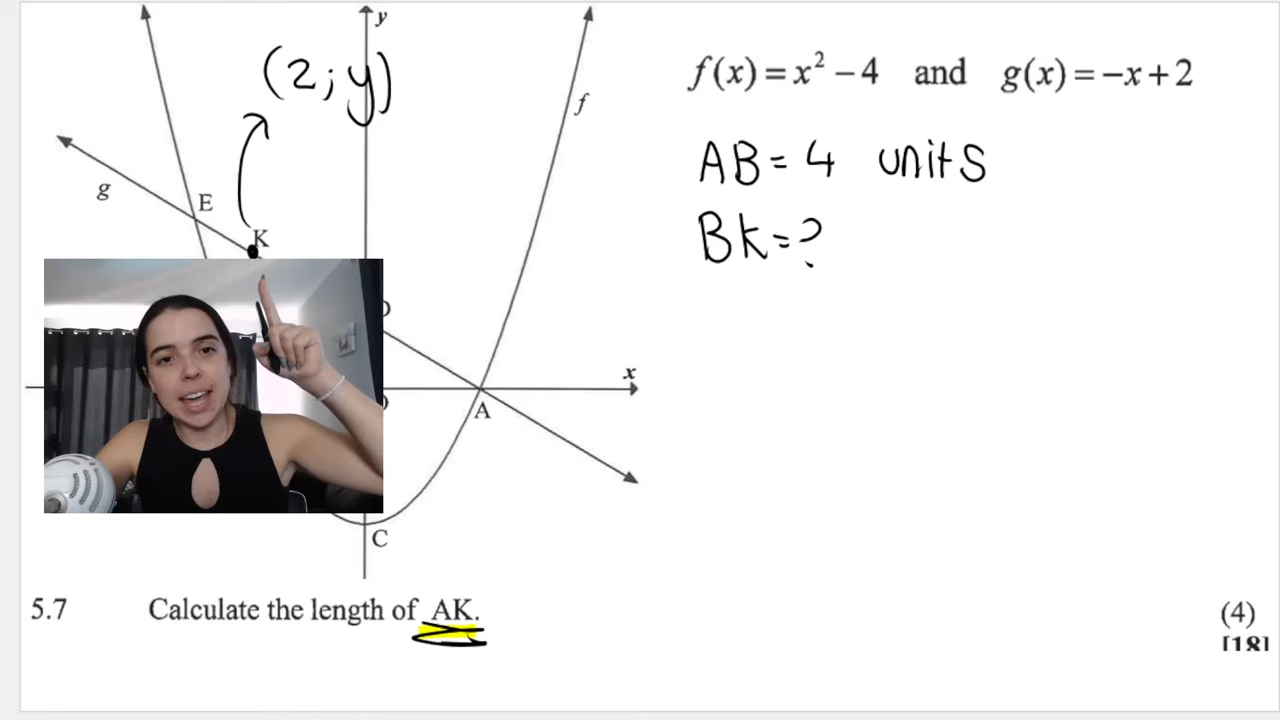 y
(2; y)
f
f(x) = x² − 4 and g(x) = −x + 2
AB = 4 units
g
E
K
BK = ?
x
A
C
5.7 Calculate the length of AK. (4)
[18]